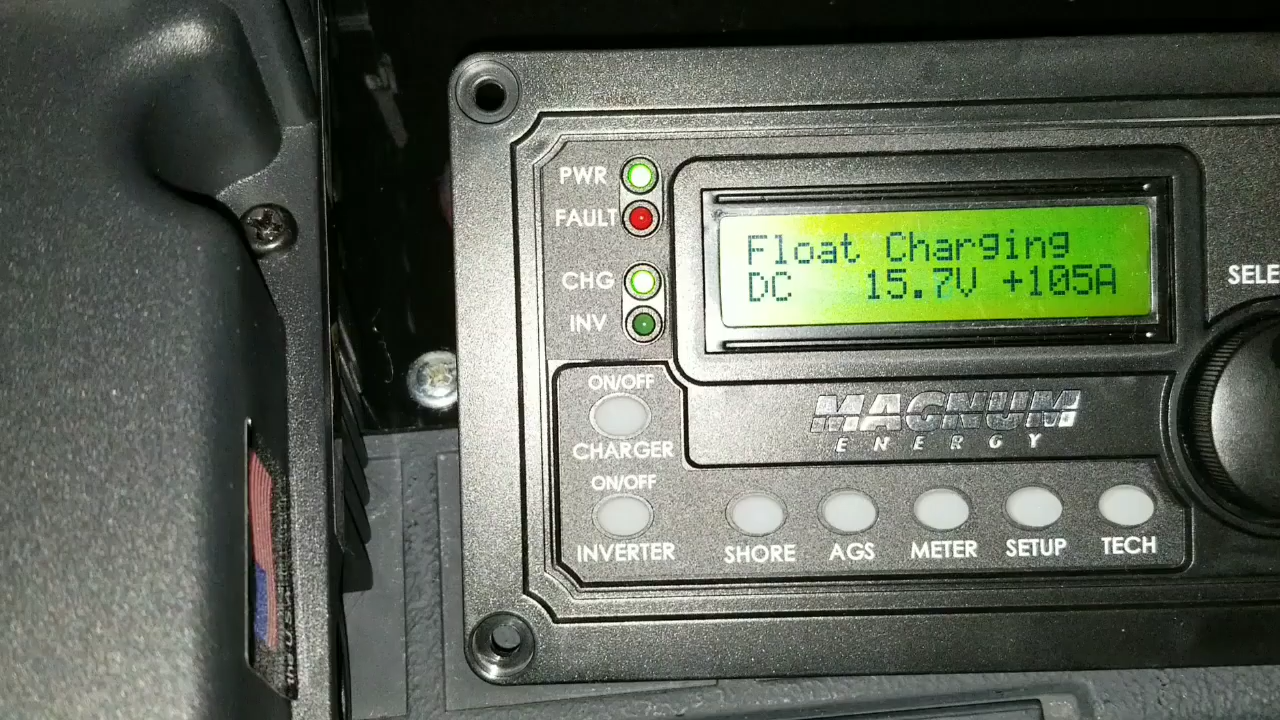 PWR
FAULT
CHG
INV
Float Charging
DC 15.7V +105A
SELE
ON/OFF
CHARGER
MAGNUM
ENERGY
ON/OFF
INVERTER
SHORE
AGS
METER
SETUP
TECH